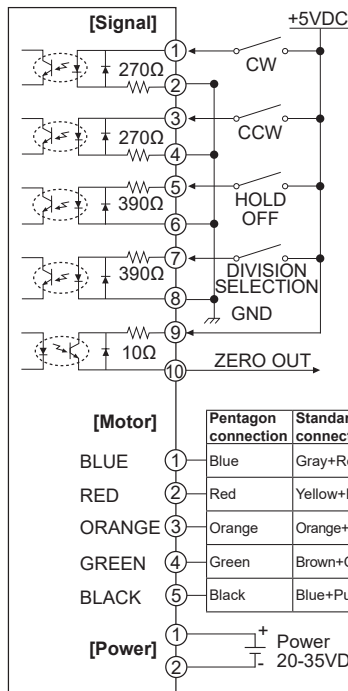 [Signal]
+5VDC
1
CW
270Ω
2
3
CCW
270Ω
4
5
HOLD
OFF
390Ω
6
7
DIVISION
SELECTION
390Ω
8
GND
9
10Ω
ZERO OUT
10
[Motor]
Pentagon
connection
BLUE 1 Blue
RED 2 Red
ORANGE 3 Orange
GREEN 4 Green
BLACK 5 Black
[Power]
1
+
Power
2
-